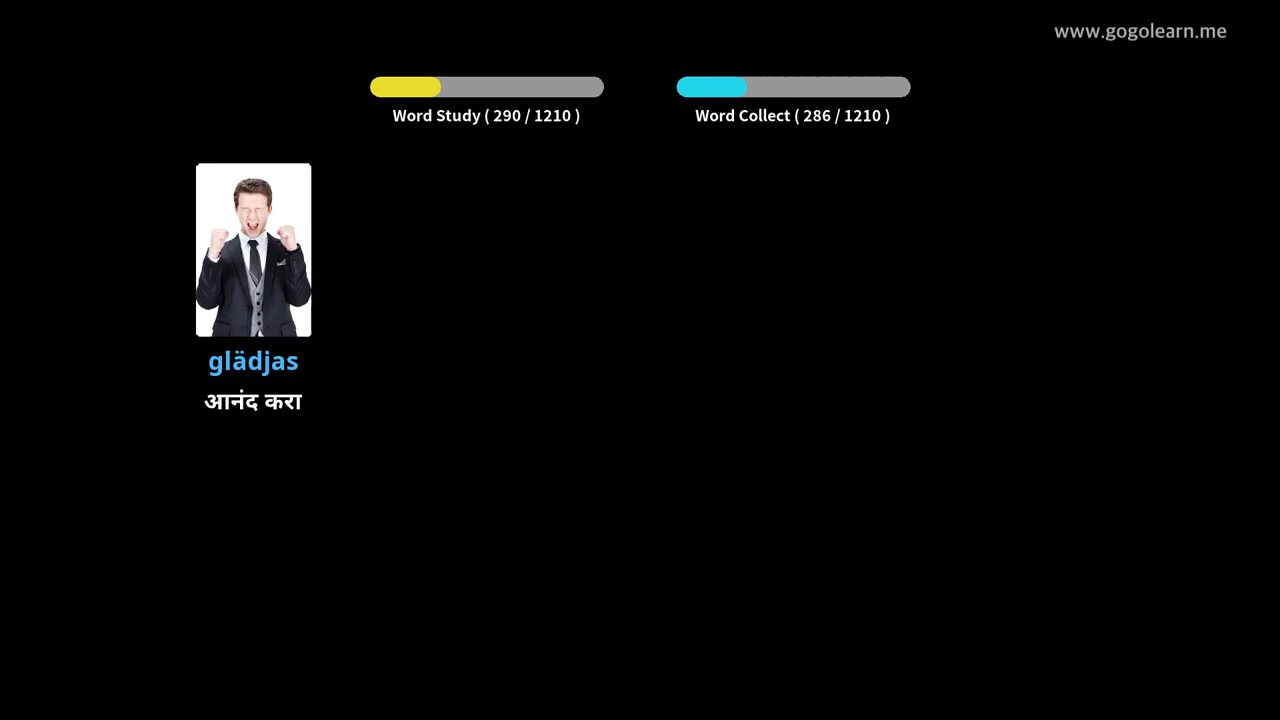 www.gogolearn.me
Word Study ( 290 / 1210 )
Word Collect ( 286 / 1210 )
glädjas
आनंद करा